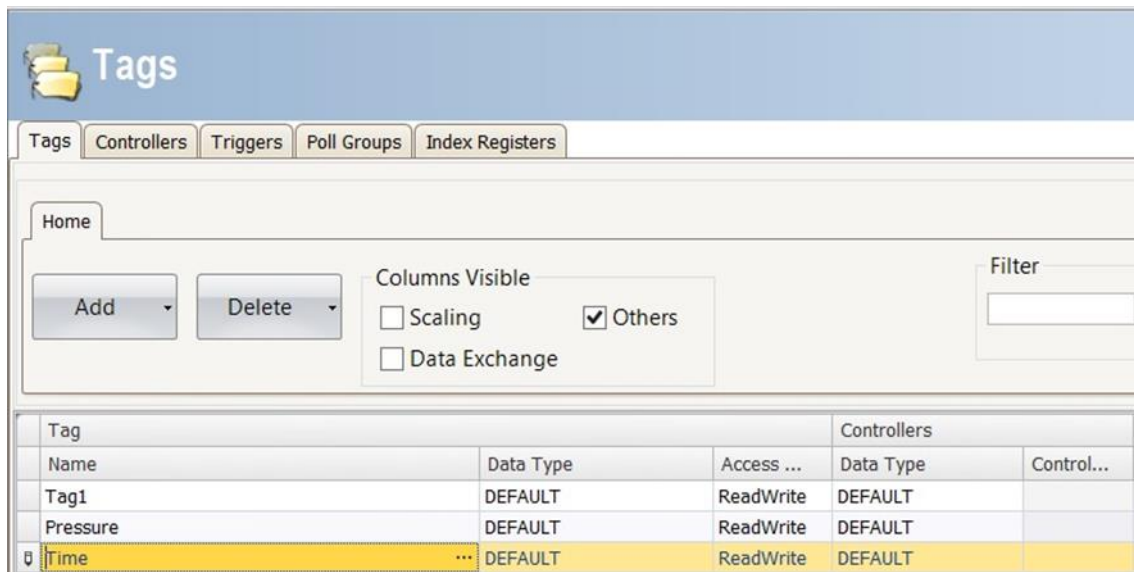 Tags
Tags Controllers Triggers Poll Groups Index Registers
Home
Add Delete
Columns Visible
Scaling Others
Data Exchange
Filter
Tag Controllers
Name Data Type Access ... Data Type Control...
Tag1 DEFAULT ReadWrite DEFAULT
Pressure DEFAULT ReadWrite DEFAULT
Time ... DEFAULT ReadWrite DEFAULT